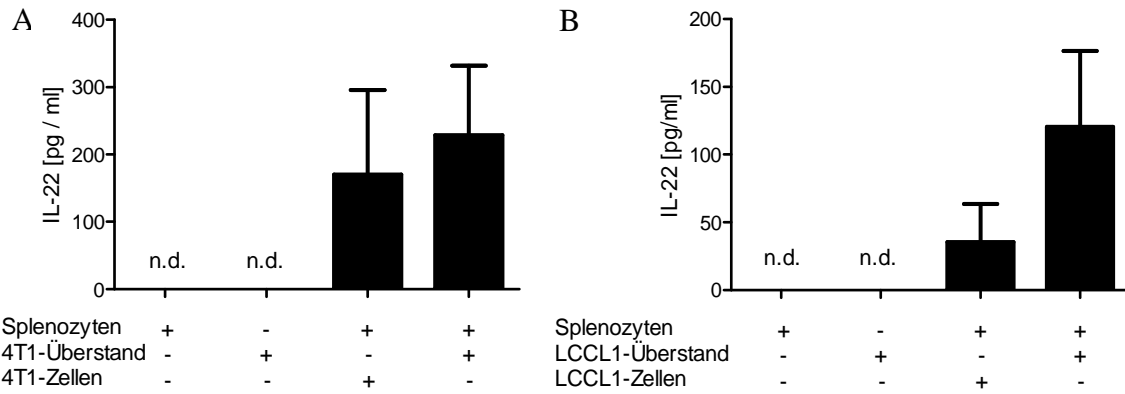 A
IL-22 [pg / ml]
400
300
200
100
0
n.d. n.d.
Splenozyten + - + +
4T1-Überstand - + - +
4T1-Zellen - - + -
B
IL-22 [pg/ml]
200
150
100
50
0
n.d. n.d.
Splenozyten + - + +
LCCL1-Überstand - + - +
LCCL1-Zellen - - + -